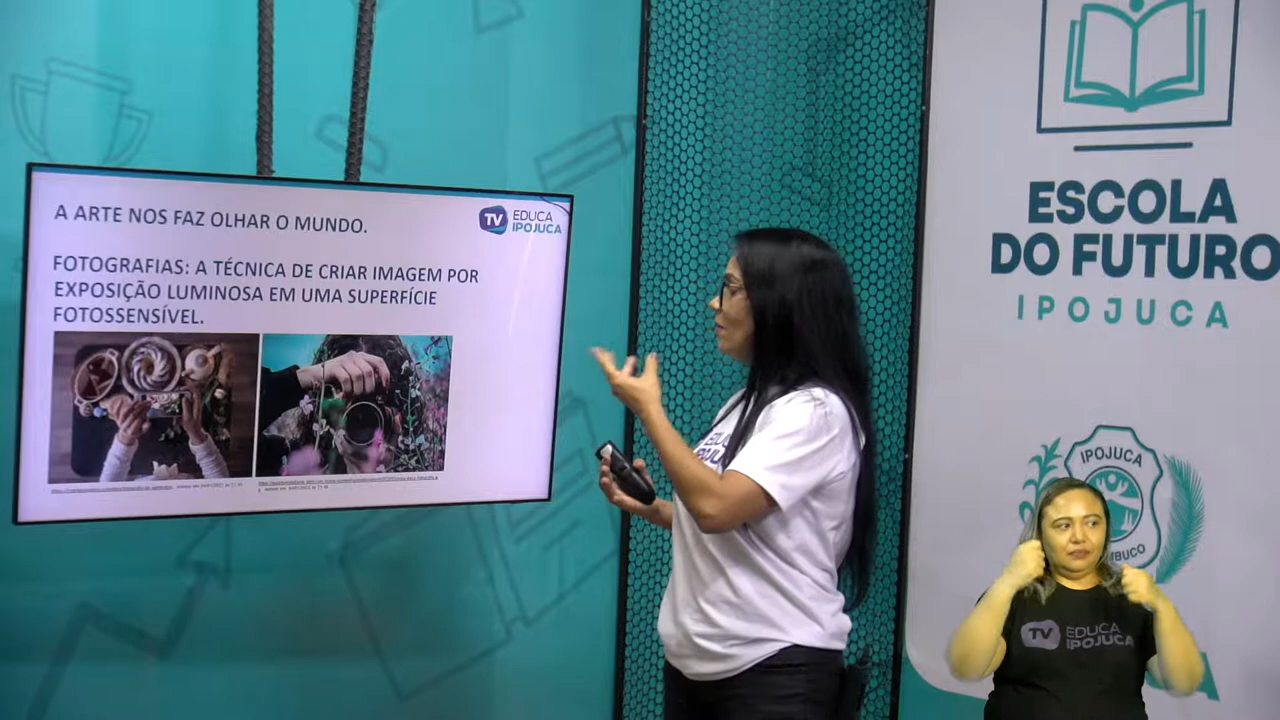 A ARTE NOS FAZ OLHAR O MUNDO.
TV EDUCA
IPOJUCA
FOTOGRAFIAS: A TÉCNICA DE CRIAR IMAGEM POR
EXPOSIÇÃO LUMINOSA EM UMA SUPERFÍCIE
FOTOSSENSÍVEL.
ESCOLA
DO FUTURO
IPOJUCA
IPOJUCA
TV EDUCA
IPOJUCA